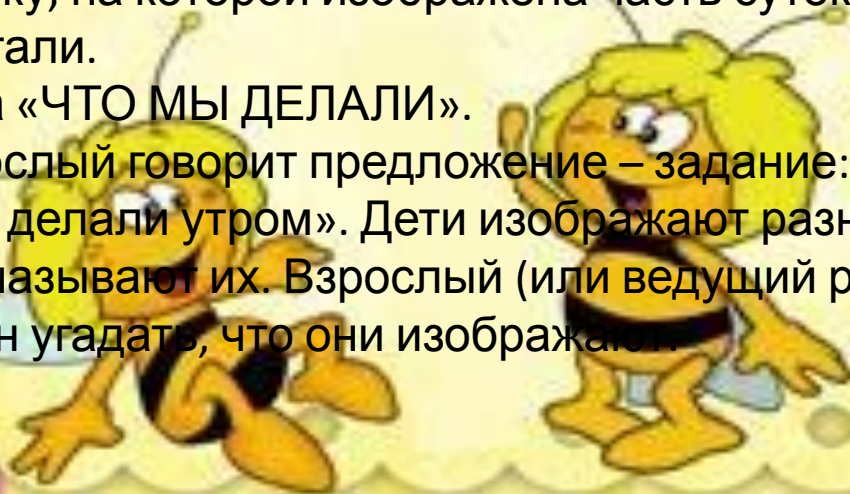 ку, на которой изображена часть суток
тали.
«ЧТО МЫ ДЕЛАЛИ».
ослый говорит предложение – задание:
делали утром». Дети изображают разн
называют их. Взрослый (или ведущий р
н угадать, что они изображают.